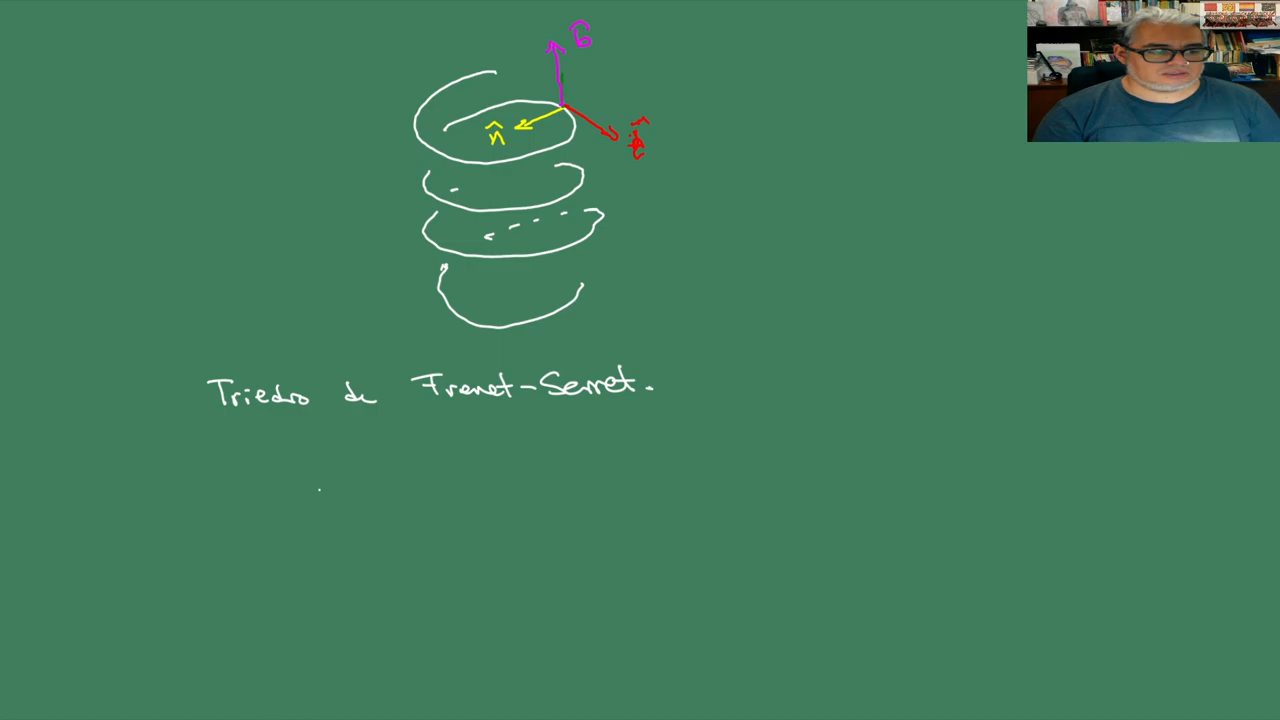 b̂
n̂
t̂
Triedro de Frenet-Serret.